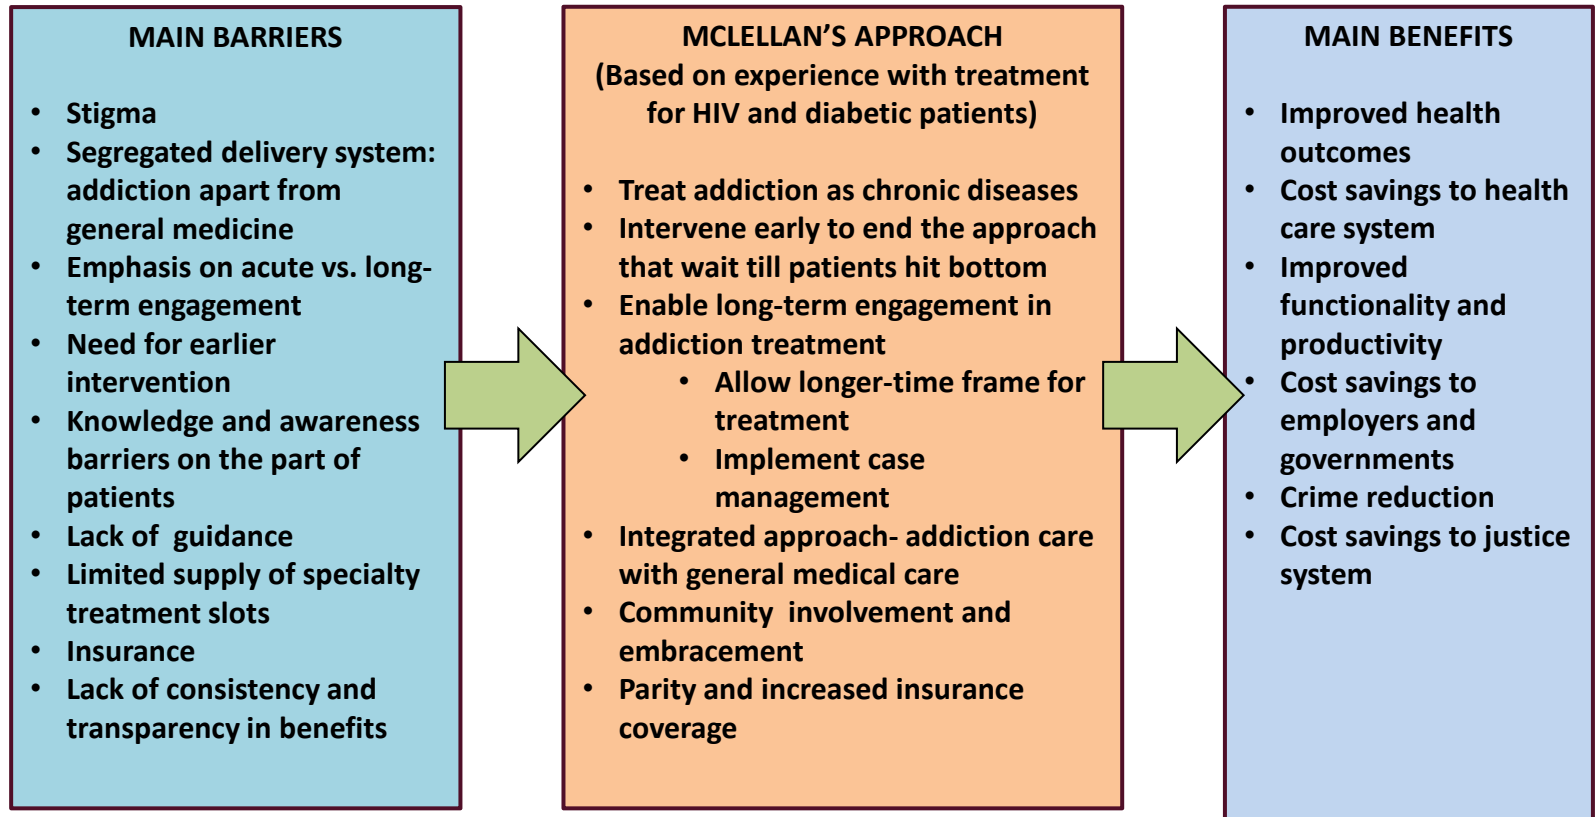 MAIN BARRIERS
• Stigma
• Segregated delivery system:
addiction apart from
general medicine
• Emphasis on acute vs. long-
term engagement
• Need for earlier
intervention
• Knowledge and awareness
barriers on the part of
patients
• Lack of  guidance
• Limited supply of specialty
treatment slots
• Insurance
• Lack of consistency and
transparency in benefits
MCLELLAN’S APPROACH
(Based on experience with treatment
for HIV and diabetic patients)
• Treat addiction as chronic diseases
• Intervene early to end the approach
that wait till patients hit bottom
• Enable long-term engagement in
addiction treatment
• Allow longer-time frame for
treatment
• Implement case
management
• Integrated approach- addiction care
with general medical care
• Community  involvement and
embracement
• Parity and increased insurance
coverage
MAIN BENEFITS
• Improved health
outcomes
• Cost savings to health
care system
• Improved
functionality and
productivity
• Cost savings to
employers and
governments
• Crime reduction
• Cost savings to justice
system